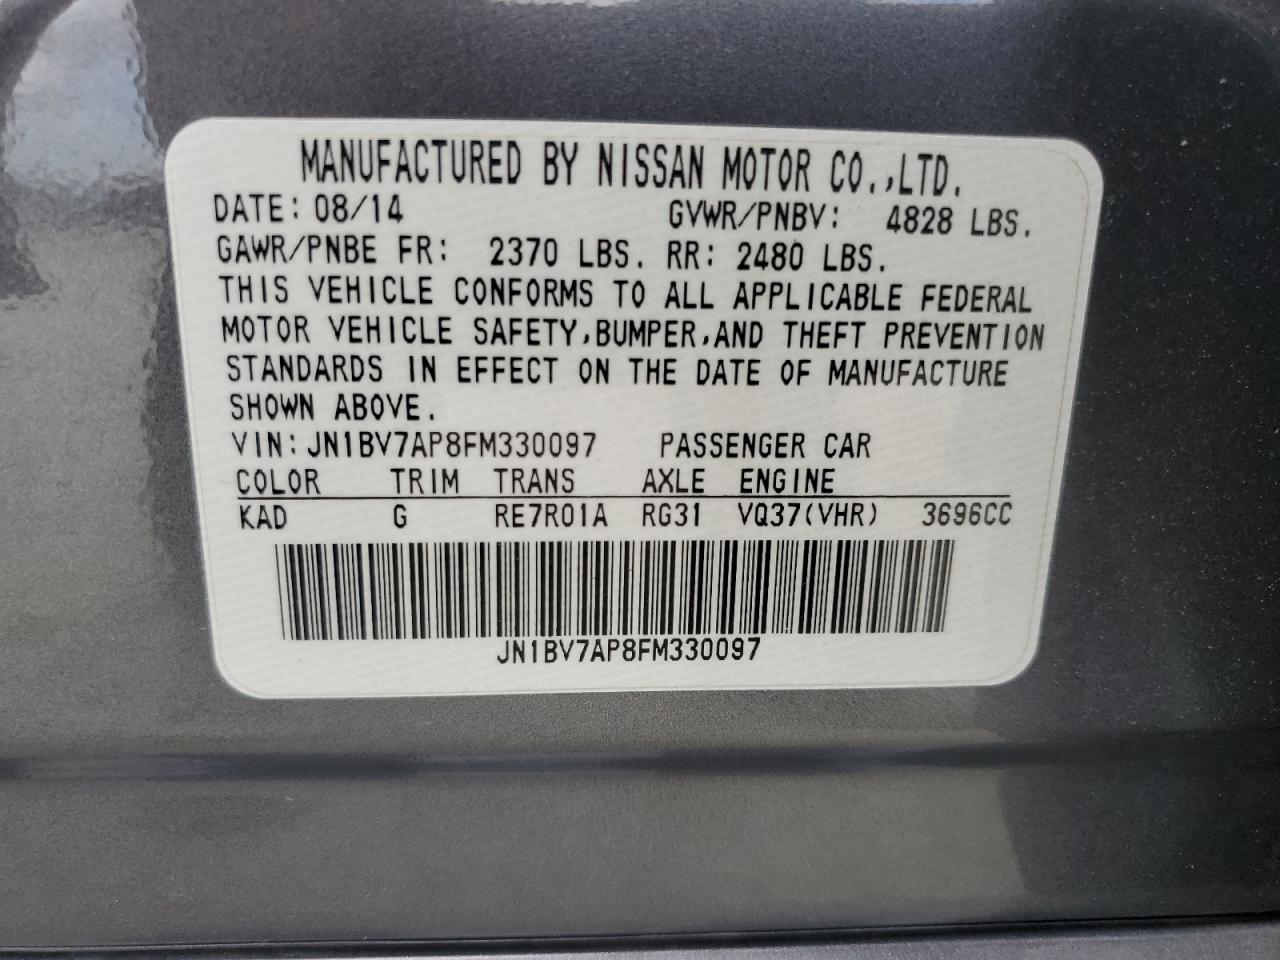 MANUFACTURED BY NISSAN MOTOR CO.,LTD.
DATE: 08/14 GVWR/PNBV: 4828 LBS.
GAWR/PNBE FR: 2370 LBS. RR: 2480 LBS.
THIS VEHICLE CONFORMS TO ALL APPLICABLE FEDERAL
MOTOR VEHICLE SAFETY,BUMPER,AND THEFT PREVENTION
STANDARDS IN EFFECT ON THE DATE OF MANUFACTURE
SHOWN ABOVE.
VIN: JN1BV7AP8FM330097 PASSENGER CAR
COLOR TRIM TRANS AXLE ENGINE
KAD G RE7R01A RG31 VQ37(VHR) 3696CC
JN1BV7AP8FM330097